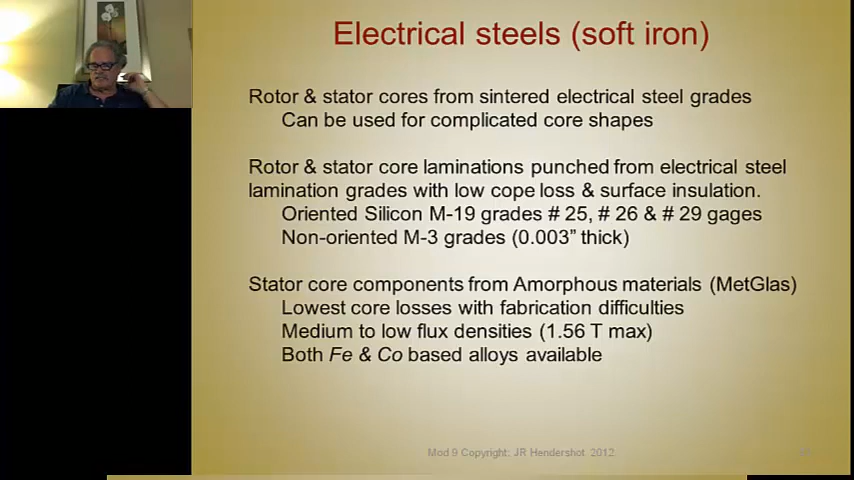 Electrical steels (soft iron)
Rotor & stator cores from sintered electrical steel grades
Can be used for complicated core shapes
Rotor & stator core laminations punched from electrical steel
lamination grades with low cope loss & surface insulation.
Oriented Silicon M-19 grades # 25, # 26 & # 29 gages
Non-oriented M-3 grades (0.003” thick)
Stator core components from Amorphous materials (MetGlas)
Lowest core losses with fabrication difficulties
Medium to low flux densities (1.56 T max)
Both Fe & Co based alloys available
Mod 9 Copyright: JR Hendershot 2012